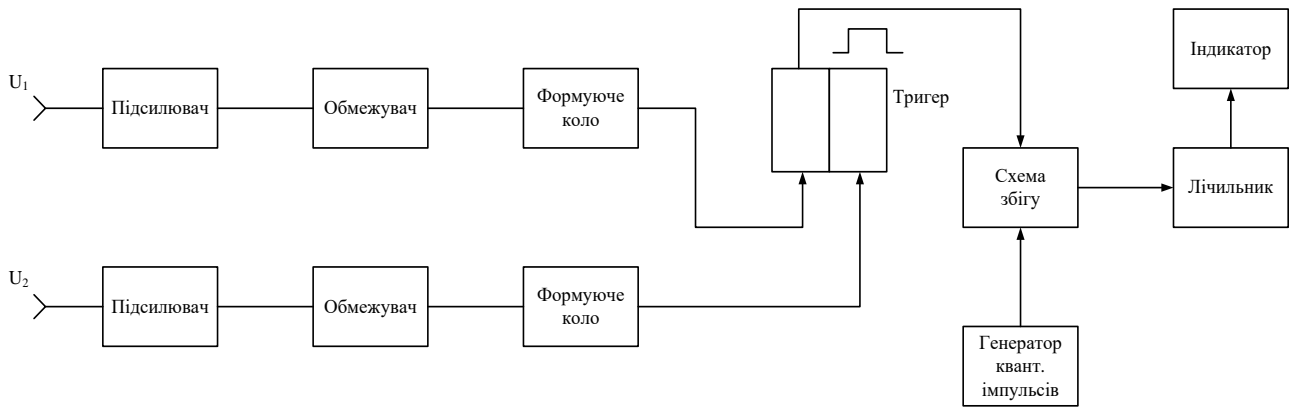 U₁
Підсилювач
Обмежувач
Формуюче
коло
Тригер
Індикатор
Схема
збігу
Лічильник
U₂
Підсилювач
Обмежувач
Формуюче
коло
Генератор
квант.
імпульсів